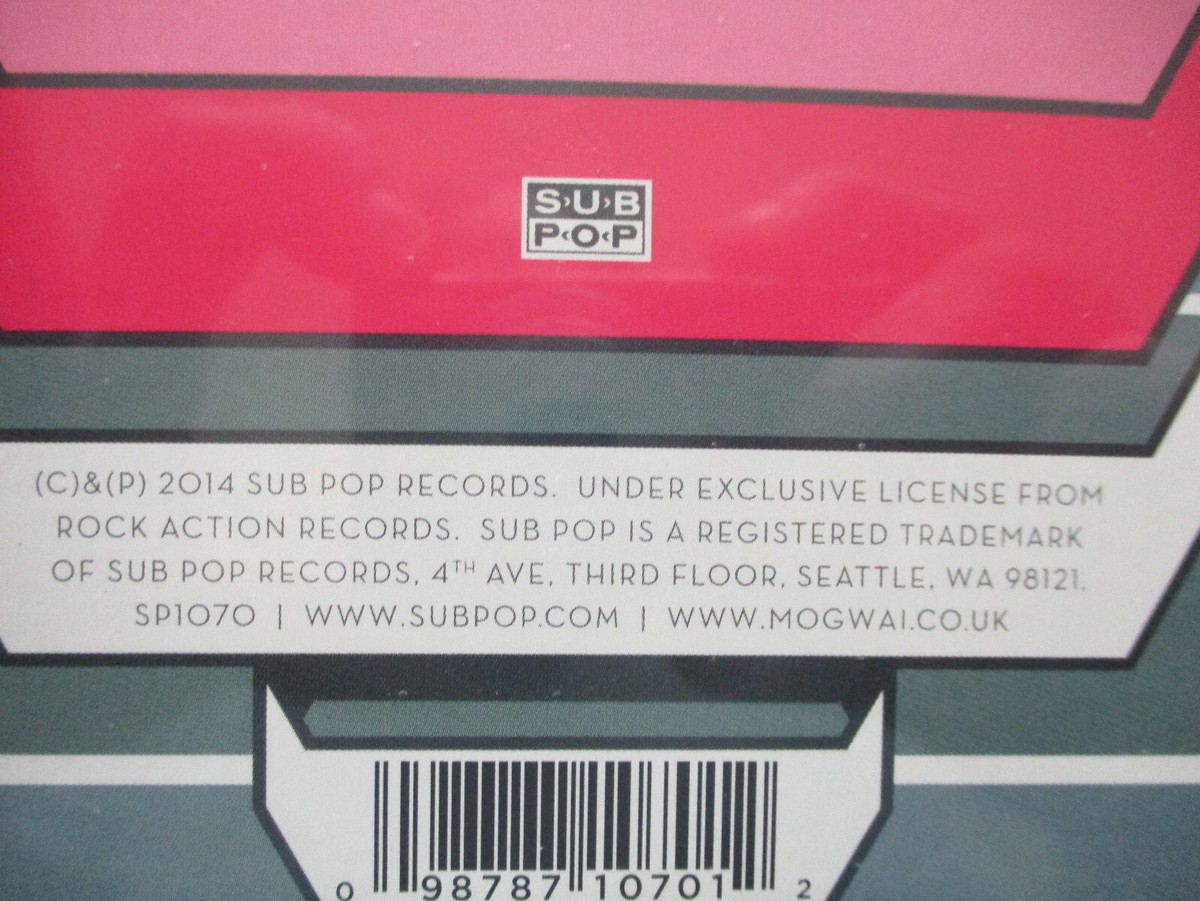 S›U›B
P‹O‹P
(C)&(P) 2014 SUB POP RECORDS. UNDER EXCLUSIVE LICENSE FROM
ROCK ACTION RECORDS. SUB POP IS A REGISTERED TRADEMARK
OF SUB POP RECORDS, 4TH AVE, THIRD FLOOR, SEATTLE, WA 98121.
SP1070 | WWW.SUBPOP.COM | WWW.MOGWAI.CO.UK
0 98787 10701 2